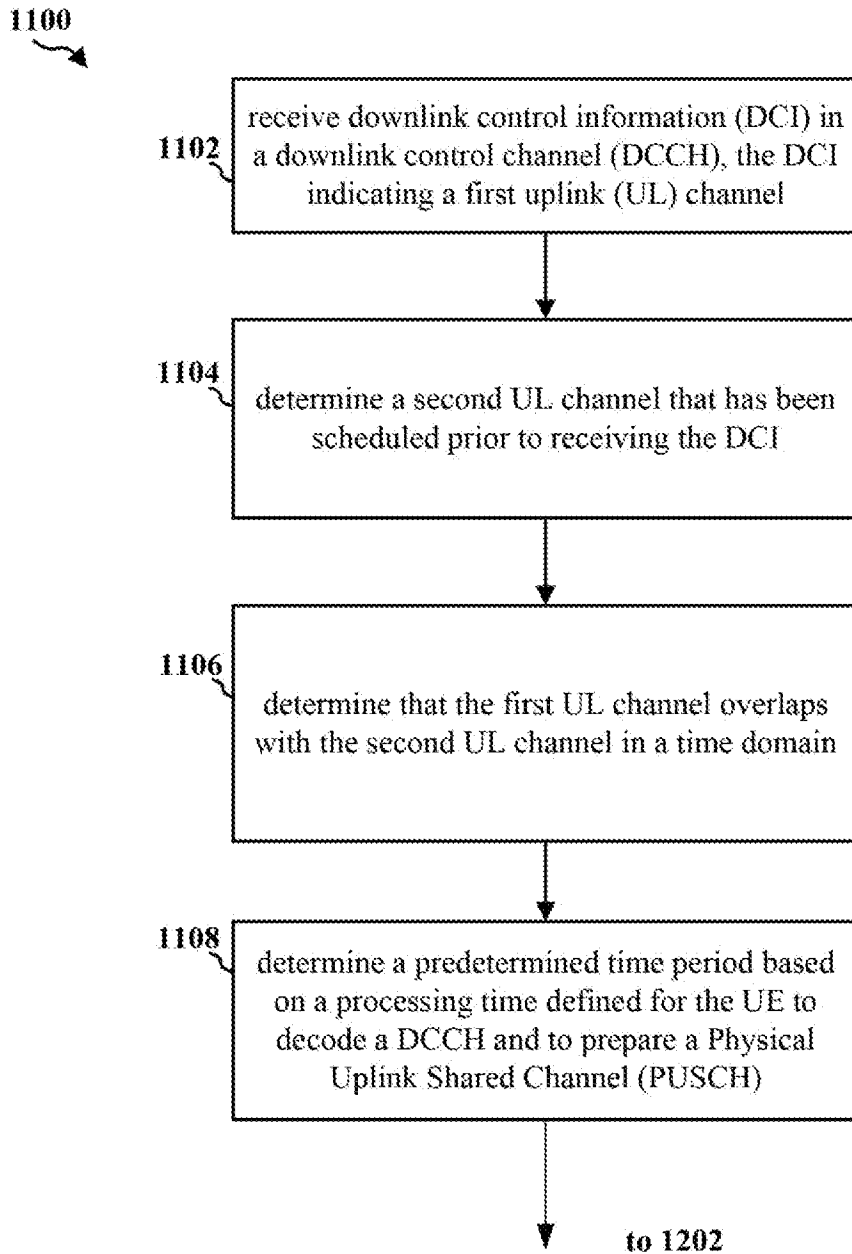 1100
1102
receive downlink control information (DCI) in
a downlink control channel (DCCH), the DCI
indicating a first uplink (UL) channel
1104
determine a second UL channel that has been
scheduled prior to receiving the DCI
1106
determine that the first UL channel overlaps
with the second UL channel in a time domain
1108
determine a predetermined time period based
on a processing time defined for the UE to
decode a DCCH and to prepare a Physical
Uplink Shared Channel (PUSCH)
to 1202